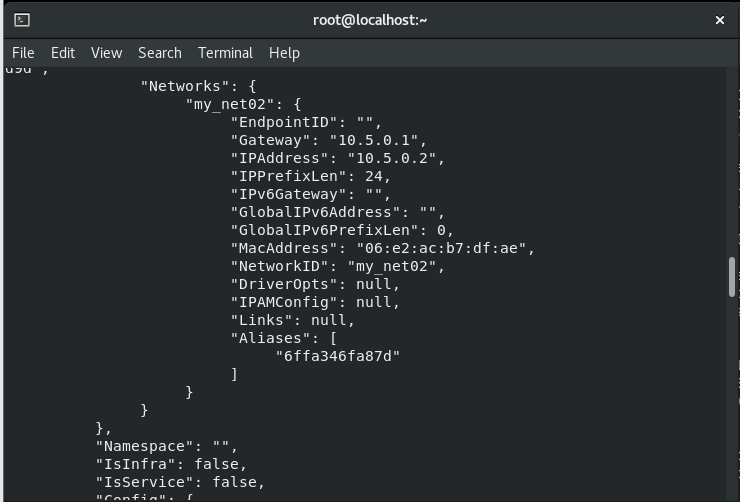 root@localhost:~
File Edit View Search Terminal Help
d9d",
"Networks": {
"my_net02": {
"EndpointID": "",
"Gateway": "10.5.0.1",
"IPAddress": "10.5.0.2",
"IPPrefixLen": 24,
"IPv6Gateway": "",
"GlobalIPv6Address": "",
"GlobalIPv6PrefixLen": 0,
"MacAddress": "06:e2:ac:b7:df:ae",
"NetworkID": "my_net02",
"DriverOpts": null,
"IPAMConfig": null,
"Links": null,
"Aliases": [
"6ffa346fa87d"
]
}
}
},
"Namespace": "",
"IsInfra": false,
"IsService": false,
"Config": {